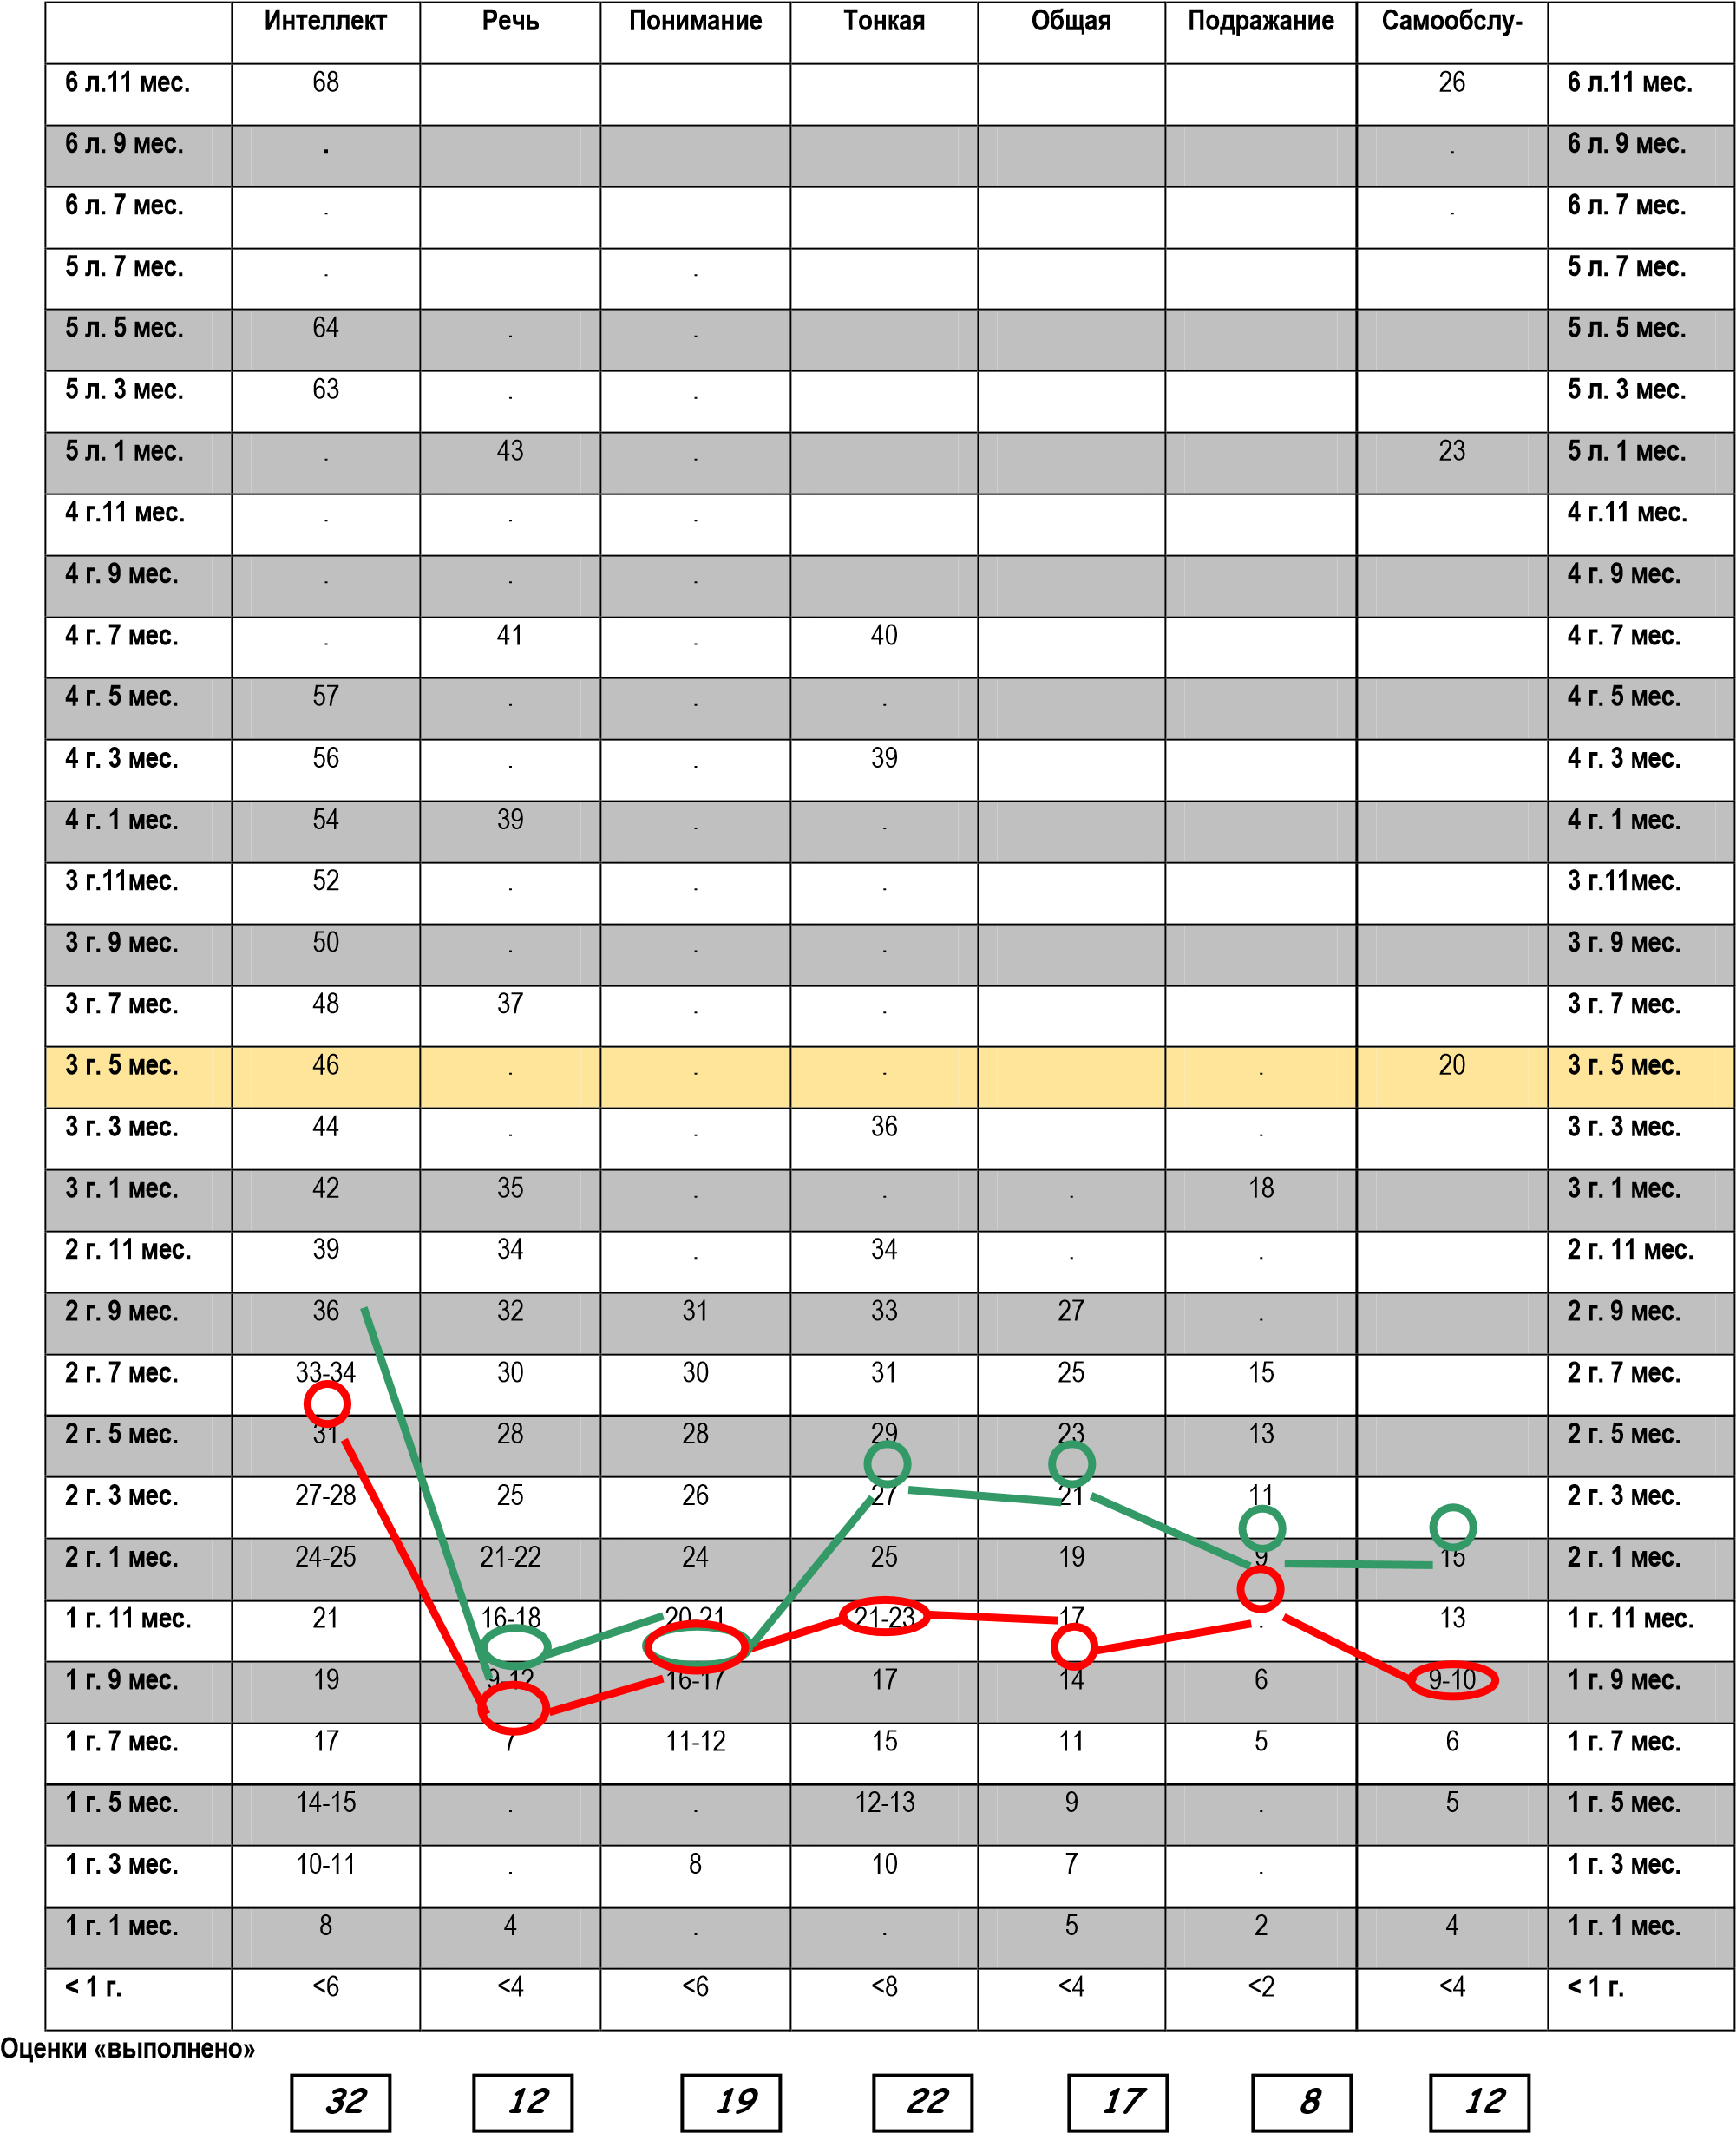 Интеллект Речь Понимание Тонкая Общая Подражание Самообслу-
6 л.11 мес. 68 26 6 л.11 мес.
6 л. 9 мес. . . 6 л. 9 мес.
6 л. 7 мес. . . 6 л. 7 мес.
5 л. 7 мес. . . 5 л. 7 мес.
5 л. 5 мес. 64 . . 5 л. 5 мес.
5 л. 3 мес. 63 . . 5 л. 3 мес.
5 л. 1 мес. . 43 . 23 5 л. 1 мес.
4 г.11 мес. . . . 4 г.11 мес.
4 г. 9 мес. . . . 4 г. 9 мес.
4 г. 7 мес. . 41 . 40 4 г. 7 мес.
4 г. 5 мес. 57 . . . 4 г. 5 мес.
4 г. 3 мес. 56 . . 39 4 г. 3 мес.
4 г. 1 мес. 54 39 . . 4 г. 1 мес.
3 г.11мес. 52 . . . 3 г.11мес.
3 г. 9 мес. 50 . . . 3 г. 9 мес.
3 г. 7 мес. 48 37 . . 3 г. 7 мес.
3 г. 5 мес. 46 . . . . 20 3 г. 5 мес.
3 г. 3 мес. 44 . . 36 . 3 г. 3 мес.
3 г. 1 мес. 42 35 . . . 18 3 г. 1 мес.
2 г. 11 мес. 39 34 . 34 . . 2 г. 11 мес.
2 г. 9 мес. 36 32 31 33 27 . 2 г. 9 мес.
2 г. 7 мес. 33-34 30 30 31 25 15 2 г. 7 мес.
2 г. 5 мес. 31 28 28 29 23 13 2 г. 5 мес.
2 г. 3 мес. 27-28 25 26 27 21 11 2 г. 3 мес.
2 г. 1 мес. 24-25 21-22 24 25 19 9 15 2 г. 1 мес.
1 г. 11 мес. 21 16-18 20-21 21-23 17 . 13 1 г. 11 мес.
1 г. 9 мес. 19 9-12 16-17 17 14 6 9-10 1 г. 9 мес.
1 г. 7 мес. 17 7 11-12 15 11 5 6 1 г. 7 мес.
1 г. 5 мес. 14-15 . . 12-13 9 . 5 1 г. 5 мес.
1 г. 3 мес. 10-11 . 8 10 7 . 1 г. 3 мес.
1 г. 1 мес. 8 4 . . 5 2 4 1 г. 1 мес.
< 1 г. <6 <4 <6 <8 <4 <2 <4 < 1 г.
Оценки «выполнено»
32 12 19 22 17 8 12